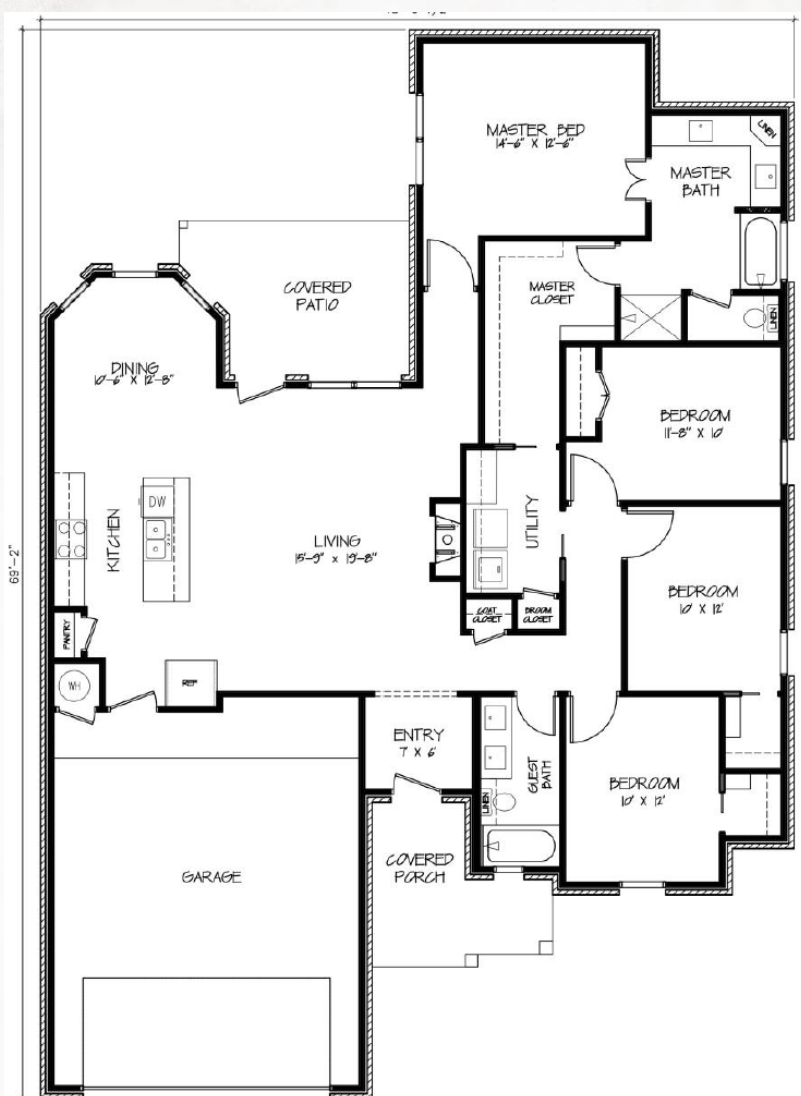 MASTER BED
14'-6" X 12'-6"
LINEN
MASTER
BATH
COVERED
PATIO
MASTER
CLOSET
LINEN
DINING
10'-6" X 12'-8"
BEDROOM
11'-8" X 10'
DW
KITCHEN
UTILITY
LIVING
15'-9" X 19'-8"
69'-2"
BEDROOM
10' X 12'
COAT
CLOSET
BROOM
CLOSET
PANTRY
WH
REF
ENTRY
7' X 6'
GUEST
BATH
BEDROOM
10' X 12'
LINEN
COVERED
PORCH
GARAGE